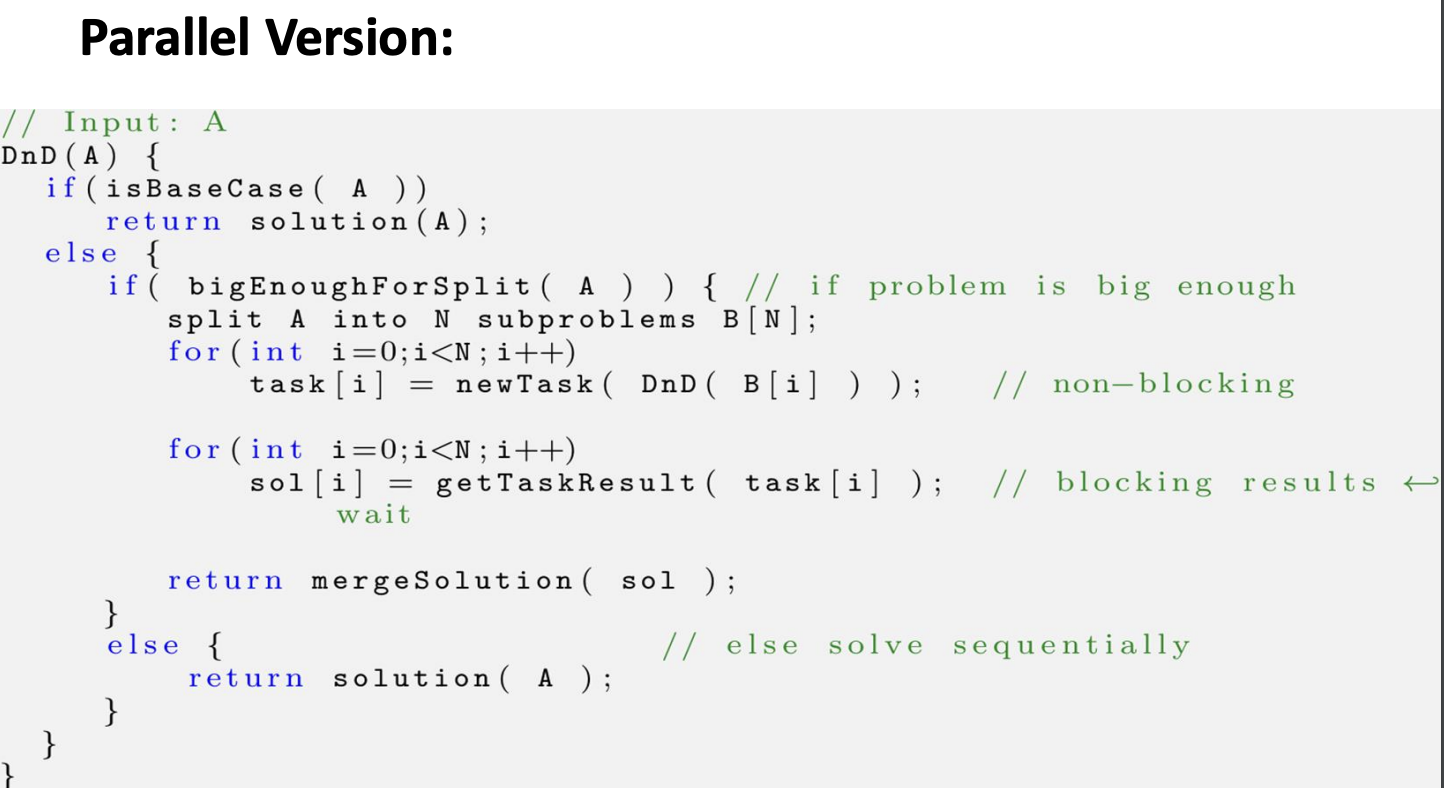 Parallel Version:
// Input: A
DnD(A) {
   if(isBaseCase( A ))
      return solution(A);
   else {
      if( bigEnoughForSplit( A ) ) { // if problem is big enough
         split A into N subproblems B[N];
         for(int i=0;i<N;i++)
             task[i] = newTask( DnD( B[i] ) );   // non-blocking
         for(int i=0;i<N;i++)
             sol[i] = getTaskResult( task[i] );  // blocking results ↩
                 wait
         return mergeSolution( sol );
      }
      else {                      // else solve sequentially
          return solution( A );
      }
   }
}